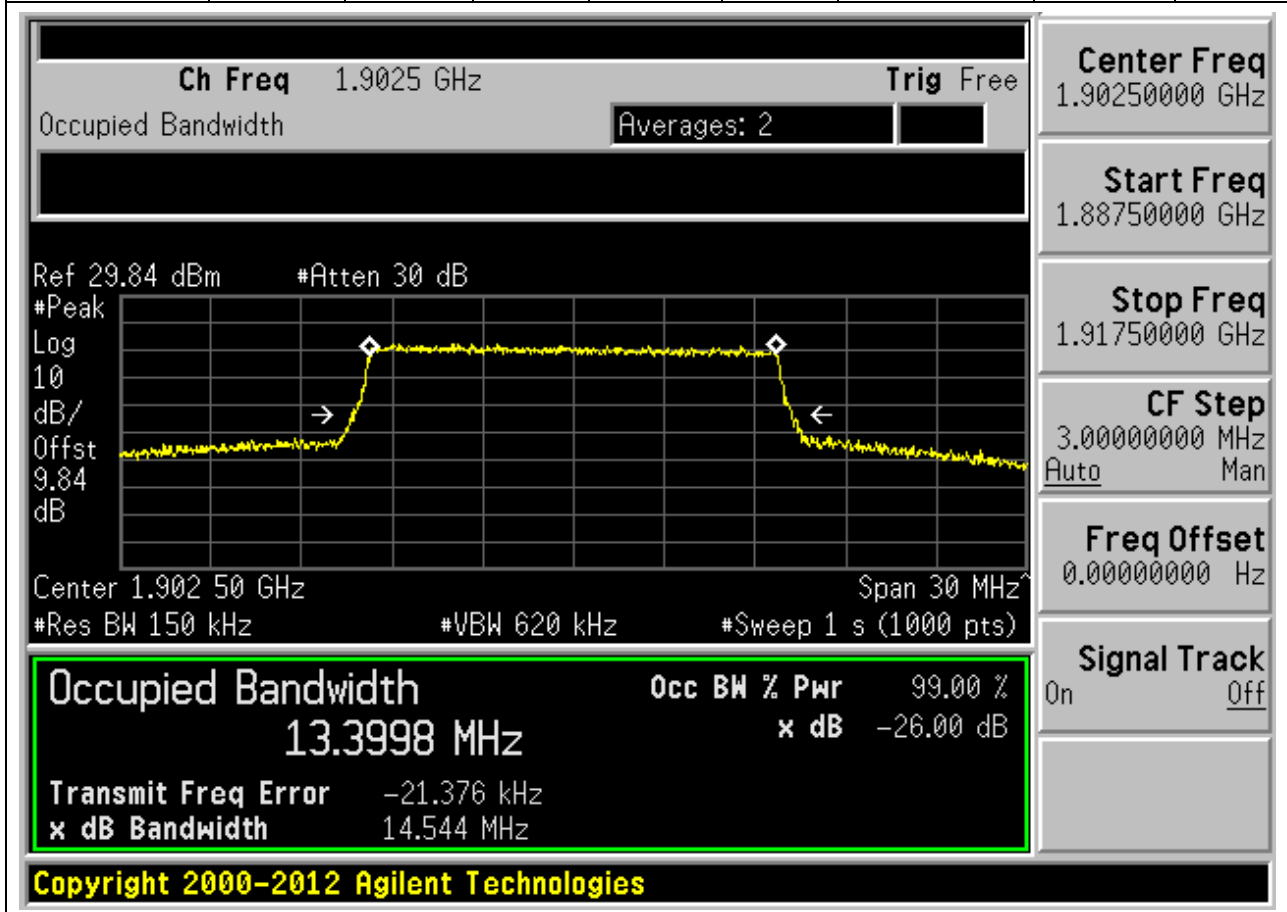 Ch Freq 1.9025 GHz Trig Free
Occupied Bandwidth Averages: 2
Ref 29.84 dBm #Atten 30 dB
#Peak
Log
10
dB/
Offst
9.84
dB
Center 1.902 50 GHz Span 30 MHz^
#Res BW 150 kHz #VBW 620 kHz #Sweep 1 s (1000 pts)
Occupied Bandwidth Occ BW % Pwr 99.00 %
13.3998 MHz x dB -26.00 dB
Transmit Freq Error -21.376 kHz
x dB Bandwidth 14.544 MHz
Copyright 2000-2012 Agilent Technologies
Center Freq
1.90250000 GHz
Start Freq
1.88750000 GHz
Stop Freq
1.91750000 GHz
CF Step
3.00000000 MHz
Auto Man
Freq Offset
0.00000000 Hz
Signal Track
On Off